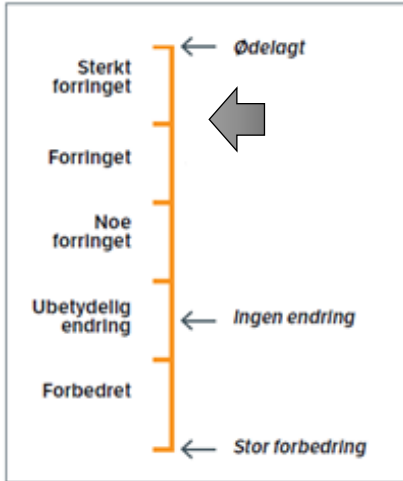 Ødelagt
Sterkt
forringet
Forringet
Noe
forringet
Ubetydelig
endring
Ingen endring
Forbedret
Stor forbedring